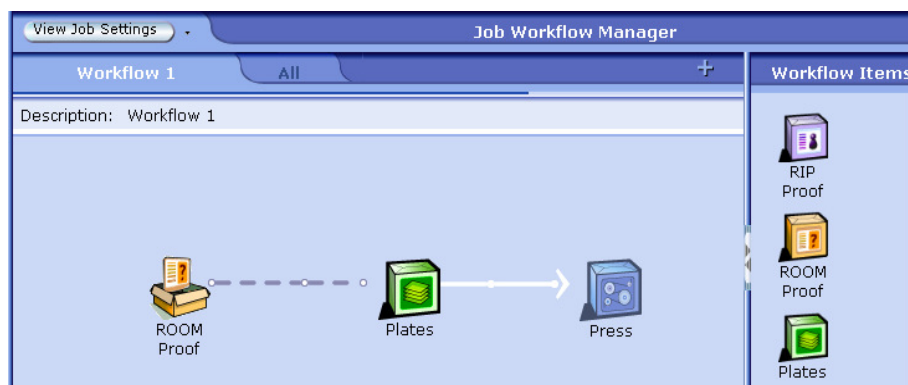 View Job Settings
Job Workflow Manager
Workflow 1
All
+
Workflow Items
Description: Workflow 1
RIP
Proof
ROOM
Proof
ROOM
Proof
Plates
Press
Plates